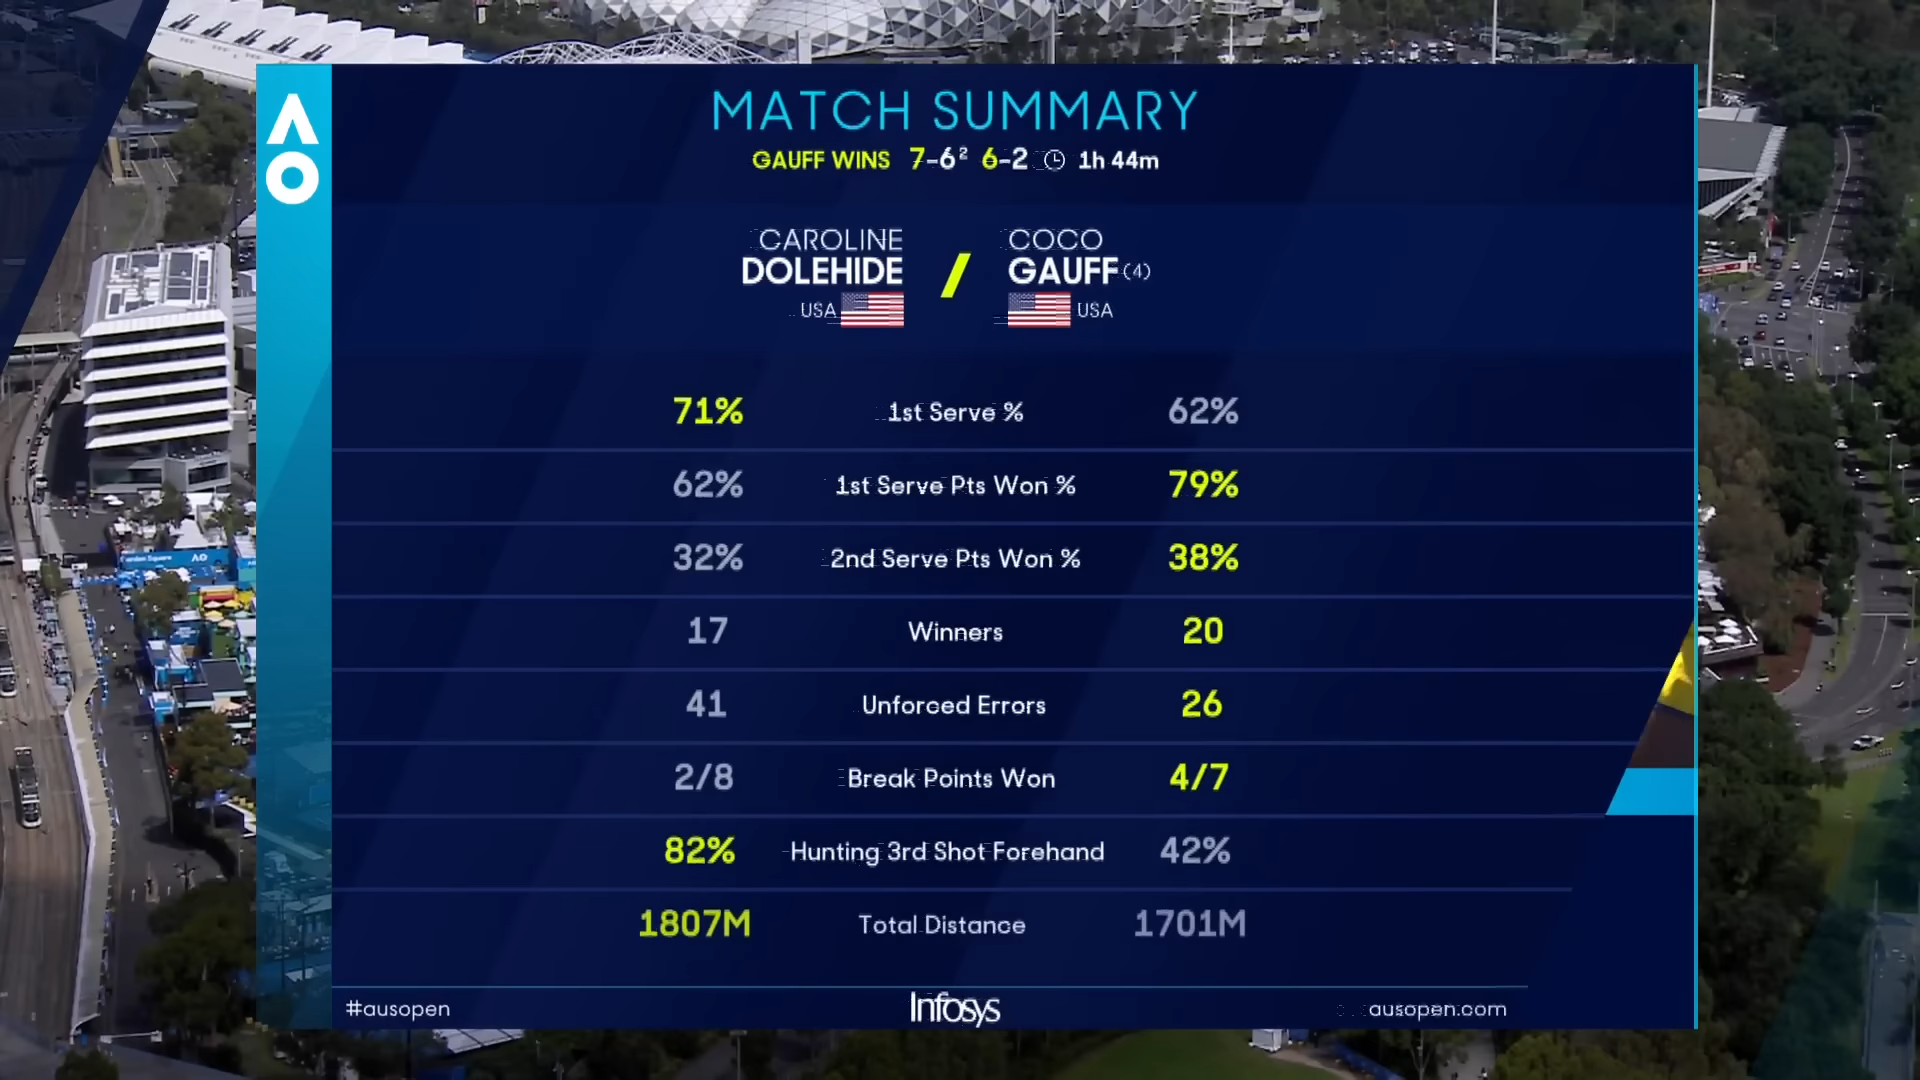 AO
MATCH SUMMARY
GAUFF WINS 7-6² 6-2 1h 44m
CAROLINE DOLEHIDE USA / COCO GAUFF (4) USA
71% 1st Serve % 62%
62% 1st Serve Pts Won % 79%
32% 2nd Serve Pts Won % 38%
17 Winners 20
41 Unforced Errors 26
2/8 Break Points Won 4/7
82% Hunting 3rd Shot Forehand 42%
1807M Total Distance 1701M
#ausopen Infosys ausopen.com